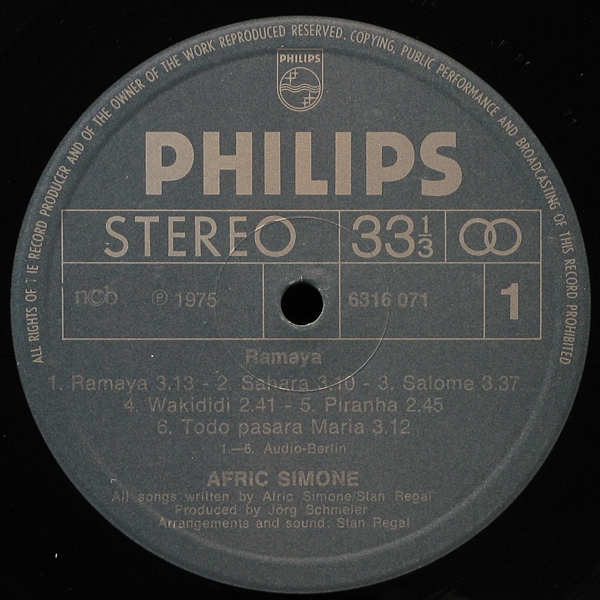 ALL RIGHTS OF THE RECORD PRODUCER AND OF THE OWNER OF THE WORK REPRODUCED RESERVED. COPYING, PUBLIC PERFORMANCE AND BROADCASTING OF THIS RECORD PROHIBITED
PHILIPS
PHILIPS
STEREO 33⅓
ncb ℗ 1975 6316 071 1
Ramaya
1. Ramaya 3.13 - 2. Sahara 3.10 - 3. Salome 3.37
4. Wakididi 2.41 - 5. Piranha 2.45
6. Todo pasara Maria 3.12
1.—6. Audio-Berlin
AFRIC SIMONE
All songs written by Afric Simone/Stan Regal
Produced by Jörg Schmeier
Arrangements and sound: Stan Regal